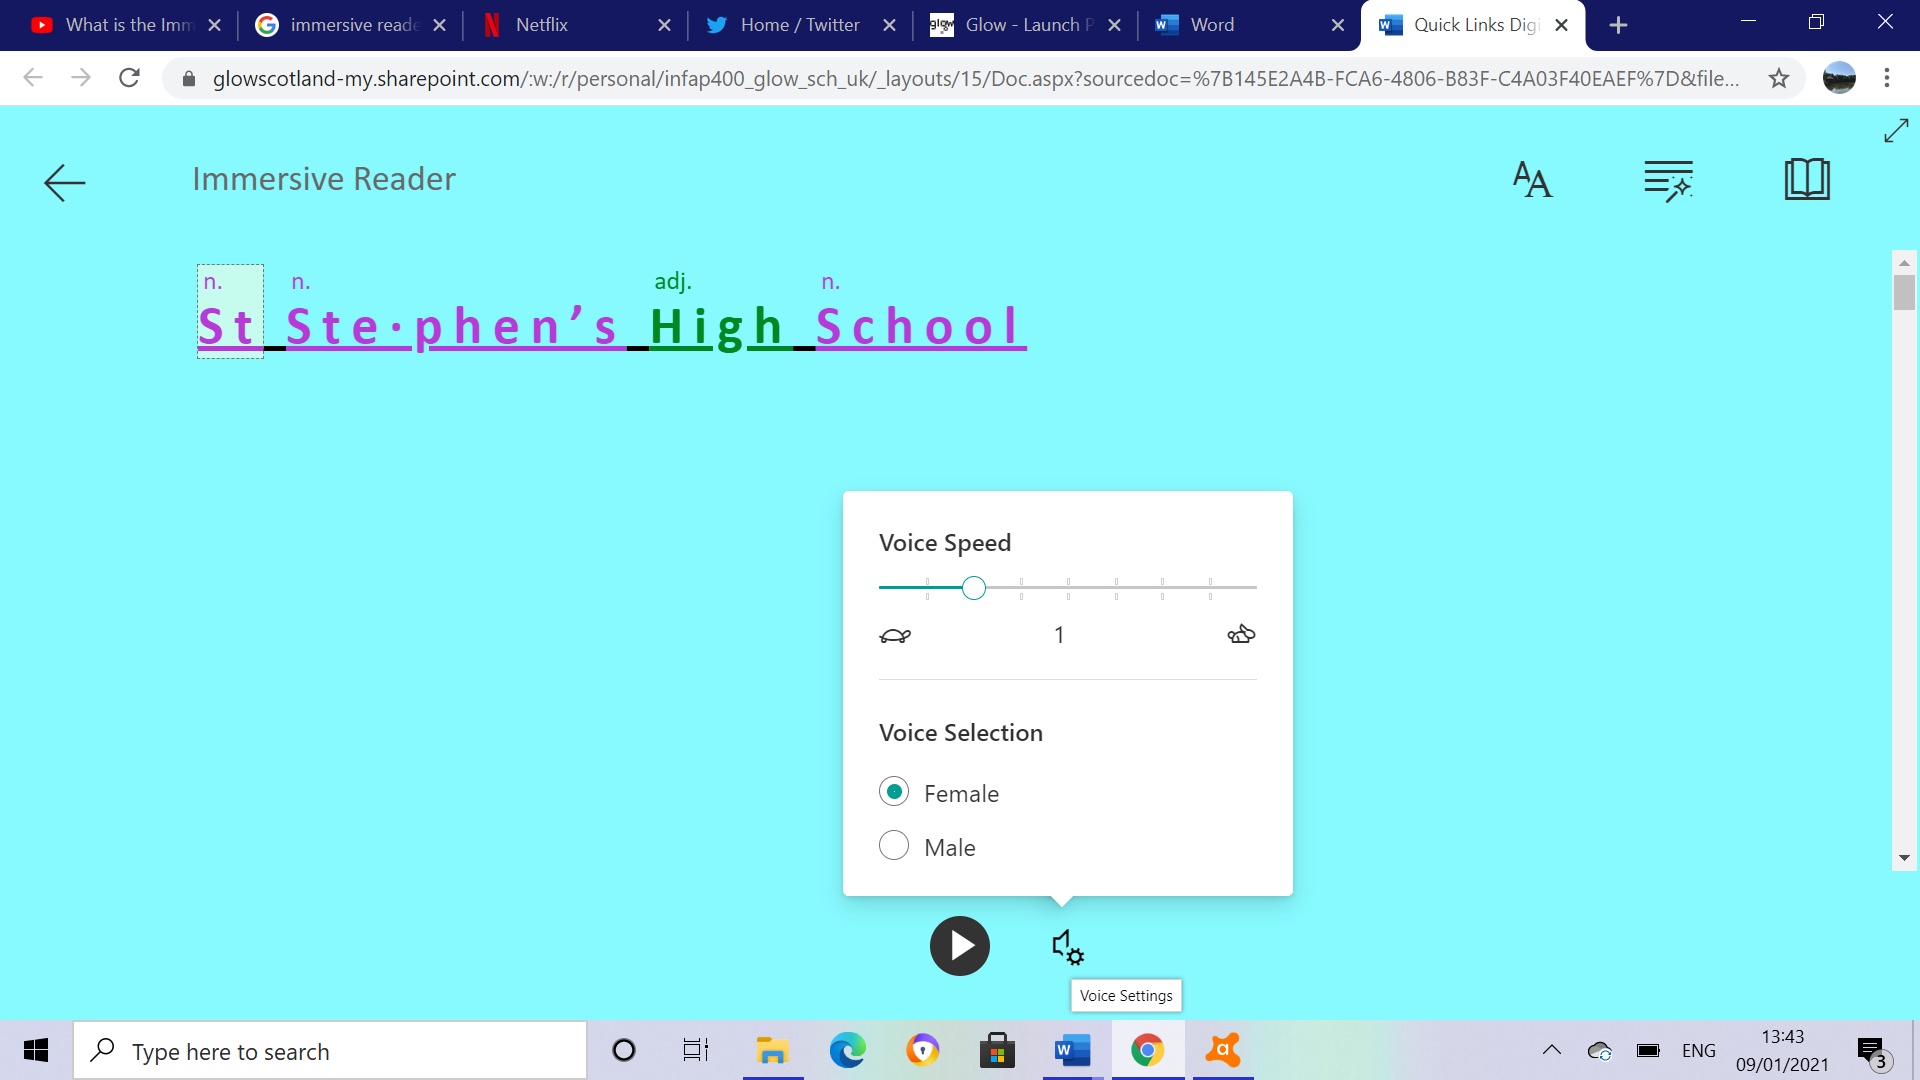 What is the Imm
immersive reade
Netflix
Home / Twitter
glow
Glow - Launch P
Word
Quick Links Digi
glowscotland-my.sharepoint.com/:w:/r/personal/infap400_glow_sch_uk/_layouts/15/Doc.aspx?sourcedoc=%7B145E2A4B-FCA6-4806-B83F-C4A03F40EAEF%7D&file...
Immersive Reader
AA
n. n. adj. n.
St Ste·phen’s High School
Voice Speed
1
Voice Selection
Female
Male
Voice Settings
Type here to search
ENG
13:43
09/01/2021
3